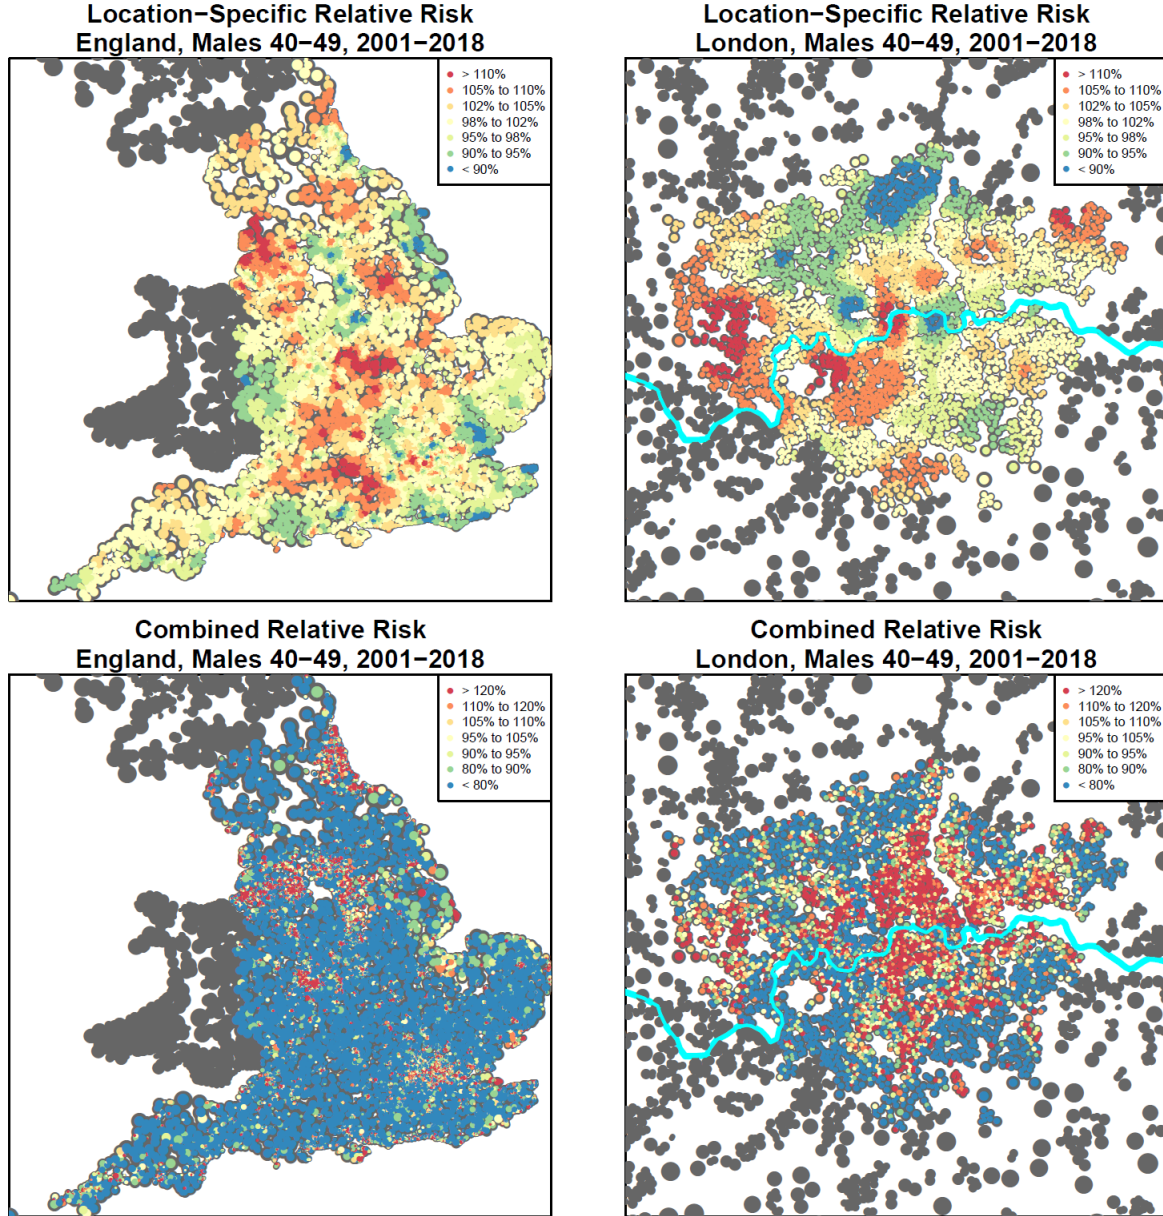 Location−Specific Relative Risk
England, Males 40−49, 2001−2018
> 110%
105% to 110%
102% to 105%
98% to 102%
95% to 98%
90% to 95%
< 90%
Location−Specific Relative Risk
London, Males 40−49, 2001−2018
> 110%
105% to 110%
102% to 105%
98% to 102%
95% to 98%
90% to 95%
< 90%
Combined Relative Risk
England, Males 40−49, 2001−2018
> 120%
110% to 120%
105% to 110%
95% to 105%
90% to 95%
80% to 90%
< 80%
Combined Relative Risk
London, Males 40−49, 2001−2018
> 120%
110% to 120%
105% to 110%
95% to 105%
90% to 95%
80% to 90%
< 80%